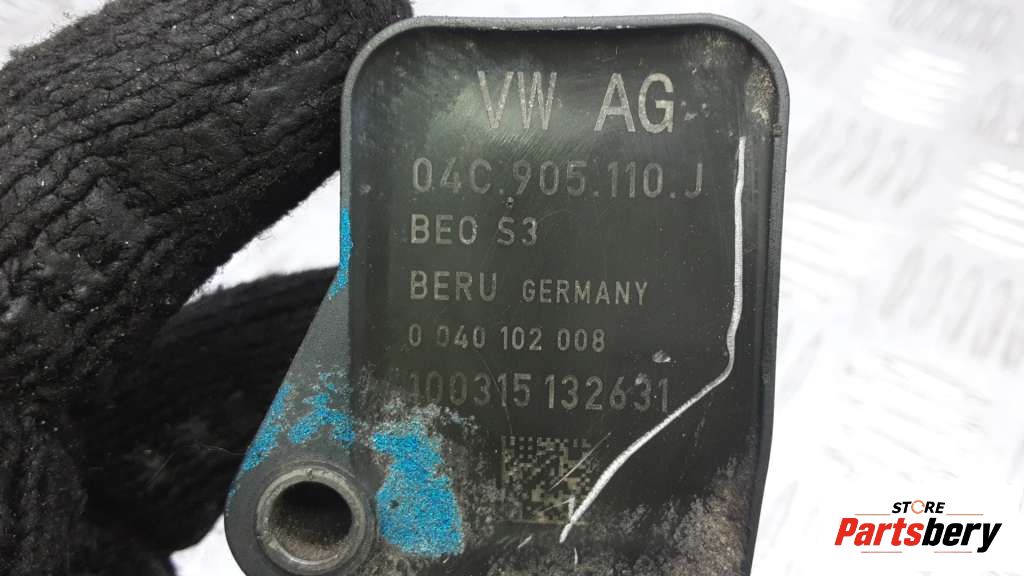 VW AG
04C.905.110.J
BEO S3
BERU GERMANY
0 040 102 008
100315 132631
STORE
Partsbery